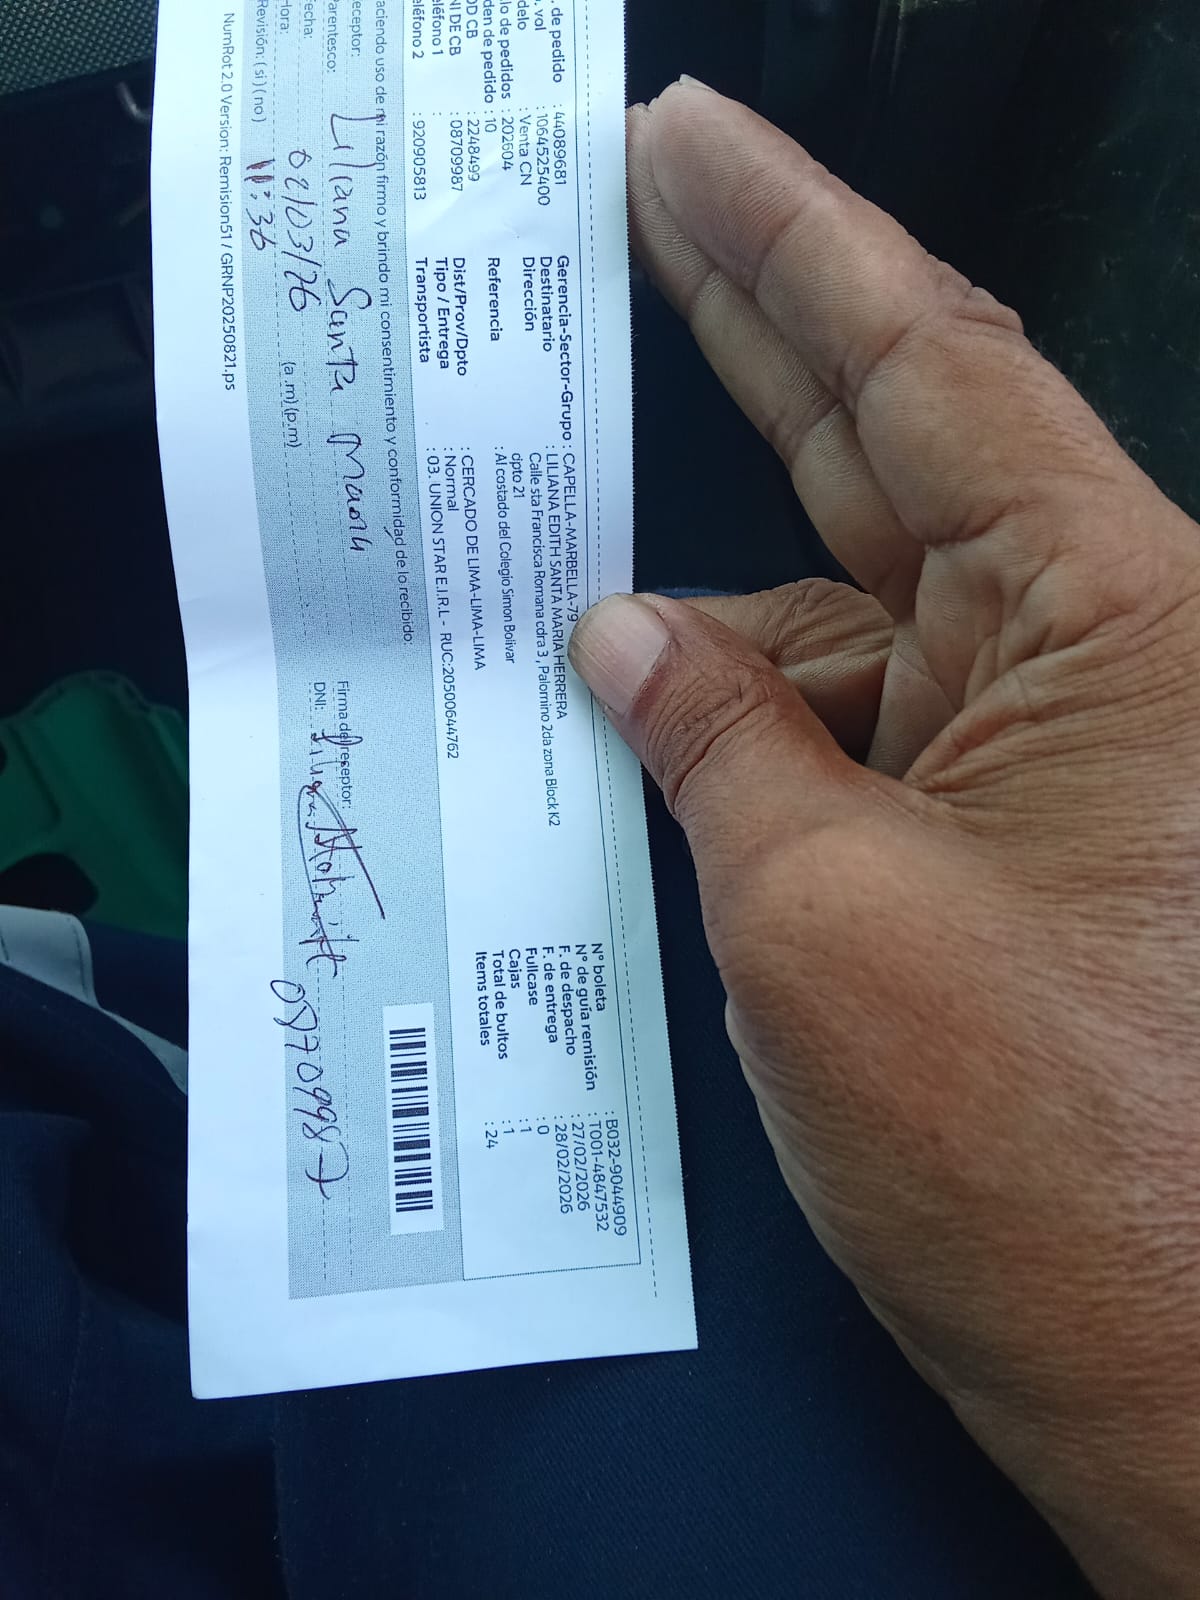 . de pedido : 44089681
. vol : 1064525400
delo : Venta CN
lo de pedidos : 202604
den de pedido : 10
OD CB : 2248499
NI DE CB : 08709987
eléfono 1 :
eléfono 2 : 920905813
Gerencia-Sector-Grupo : CAPELLA-MARBELLA-79
Destinatario : LILIANA EDITH SANTA MARIA HERRERA
Dirección Calle sta Francisca Romana cdra 3 , Palomino 2da zona Block K2
dpto 21
Referencia : Al costado del Colegio Simon Bolivar
Dist/Prov/Dpto : CERCADO DE LIMA-LIMA-LIMA
Tipo / Entrega : Normal
Transportista : 03. UNION STAR E.I.R.L - RUC:20500644762
N° boleta : B032-9044909
N° de guía remisión : T001-4847532
F. de despacho : 27/02/2026
F. de entrega : 28/02/2026
Fullcase : 0
Cajas : 1
Total de bultos : 1
Items totales : 24
aciendo uso de mi razón firmo y brindo mi consentimiento y conformidad de lo recibido:
eceptor: Liliana Santa Maria
arentesco:
echa: 02/03/26
Hora: 11:36 (a.m) (p.m)
Revisión: ( si ) ( no )
Firma del receptor:
DNI: 08709987
NumRot 2.0 Version: Remision51 / GRNP20250821.ps